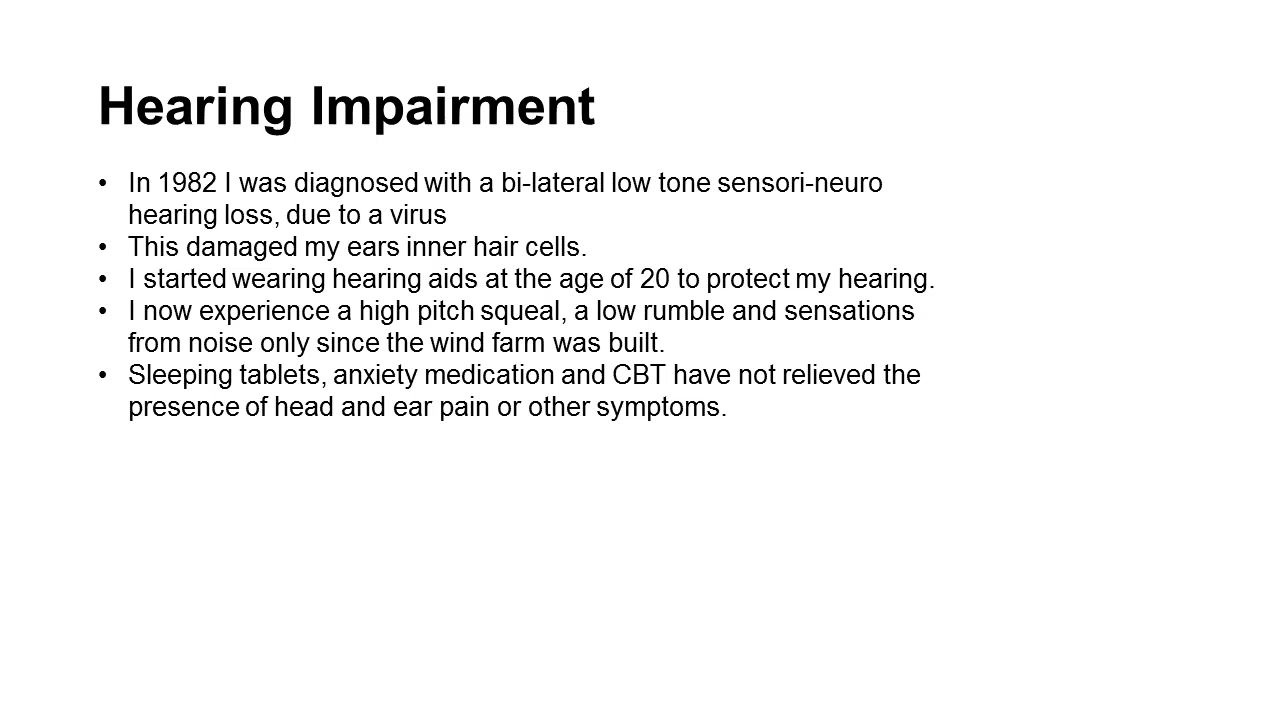 Hearing Impairment
• In 1982 I was diagnosed with a bi-lateral low tone sensori-neuro
hearing loss, due to a virus
• This damaged my ears inner hair cells.
• I started wearing hearing aids at the age of 20 to protect my hearing.
• I now experience a high pitch squeal, a low rumble and sensations
from noise only since the wind farm was built.
• Sleeping tablets, anxiety medication and CBT have not relieved the
presence of head and ear pain or other symptoms.